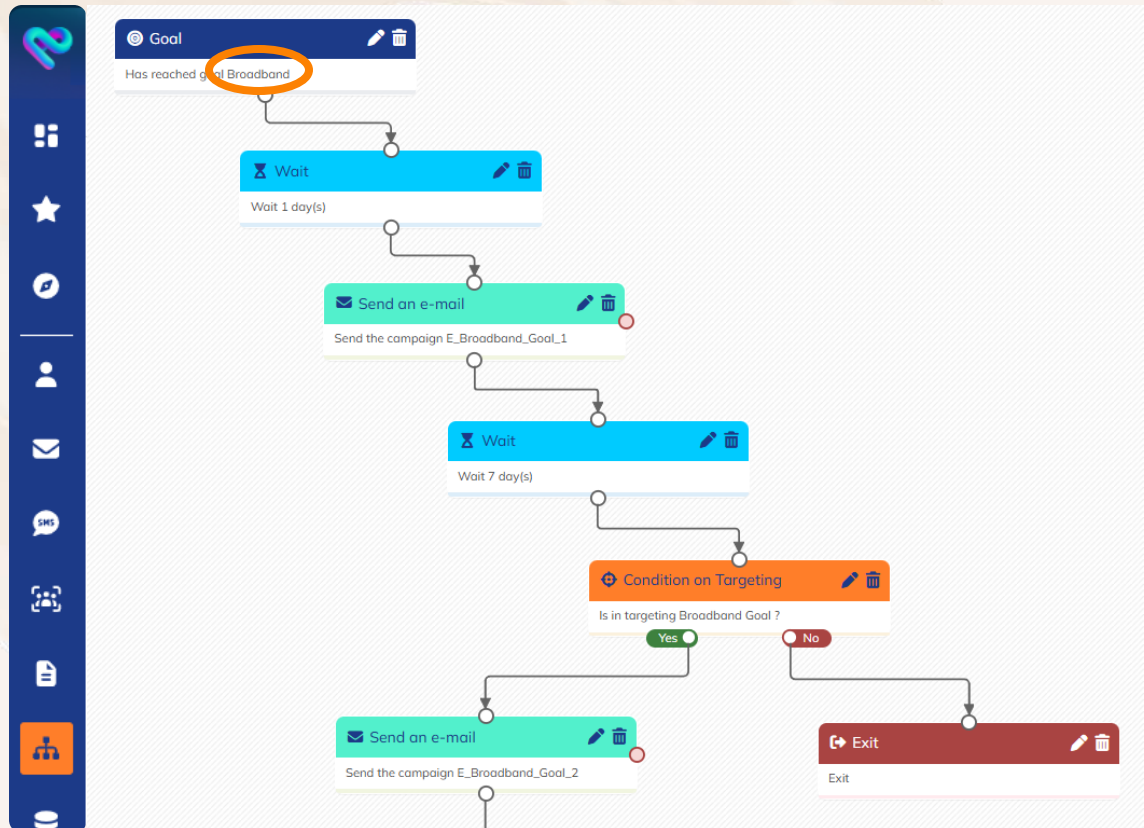 Goal
Has reached goal Broadband
Wait
Wait 1 day(s)
Send an e-mail
Send the campaign E_Broadband_Goal_1
Wait
Wait 7 day(s)
SMS
Condition on Targeting
Is in targeting Broadband Goal ?
Yes
No
Send an e-mail
Send the campaign E_Broadband_Goal_2
Exit
Exit